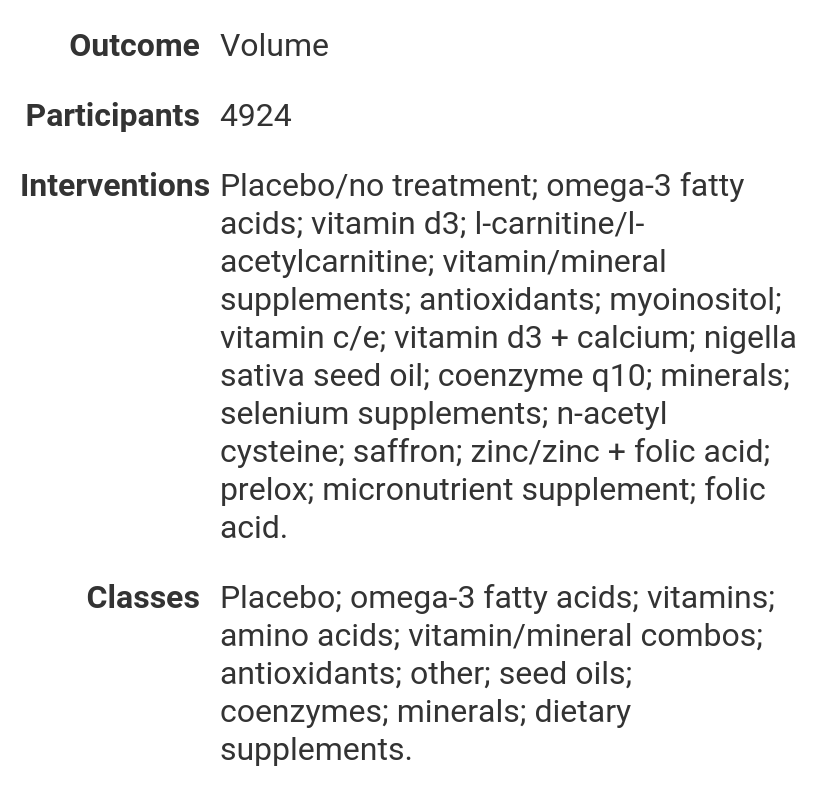 Outcome Volume
Participants 4924
Interventions Placebo/no treatment; omega-3 fatty
acids; vitamin d3; l-carnitine/l-
acetylcarnitine; vitamin/mineral
supplements; antioxidants; myoinositol;
vitamin c/e; vitamin d3 + calcium; nigella
sativa seed oil; coenzyme q10; minerals;
selenium supplements; n-acetyl
cysteine; saffron; zinc/zinc + folic acid;
prelox; micronutrient supplement; folic
acid.
Classes Placebo; omega-3 fatty acids; vitamins;
amino acids; vitamin/mineral combos;
antioxidants; other; seed oils;
coenzymes; minerals; dietary
supplements.